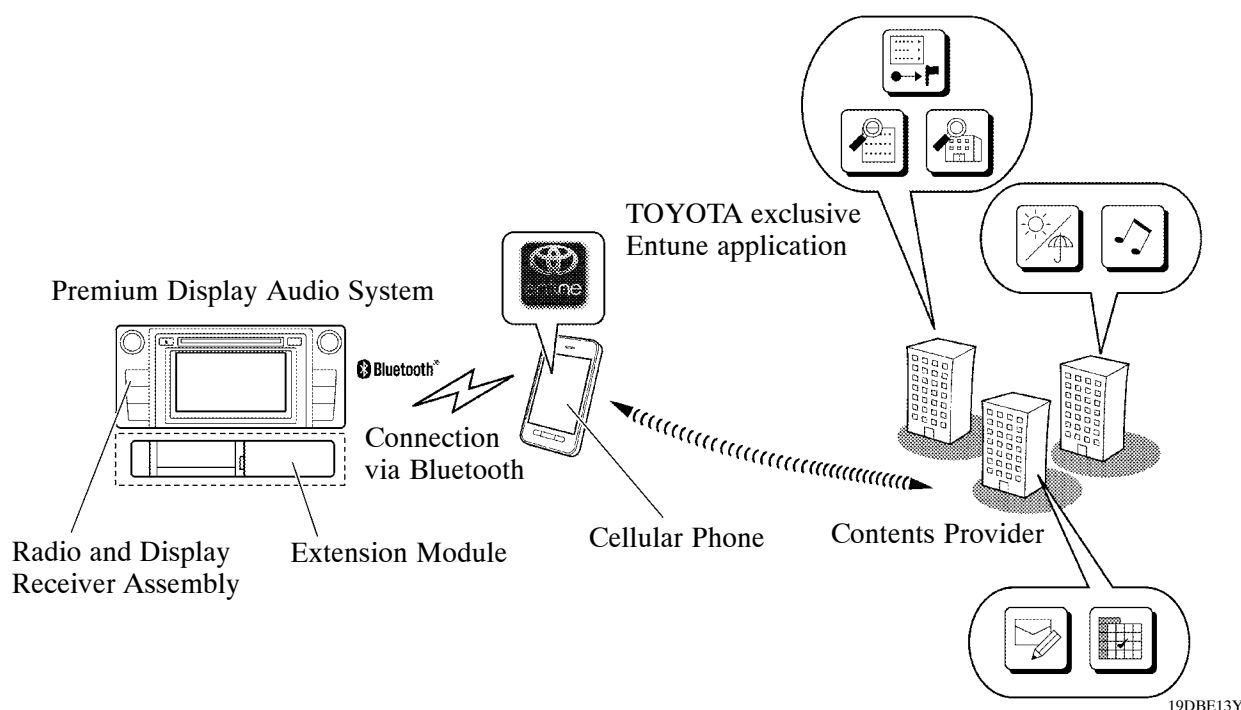 TOYOTA exclusive
Entune application
Premium Display Audio System
Bluetooth®
Connection
via Bluetooth
Radio and Display
Receiver Assembly
Extension Module
Cellular Phone
Contents Provider
19DBE13Y